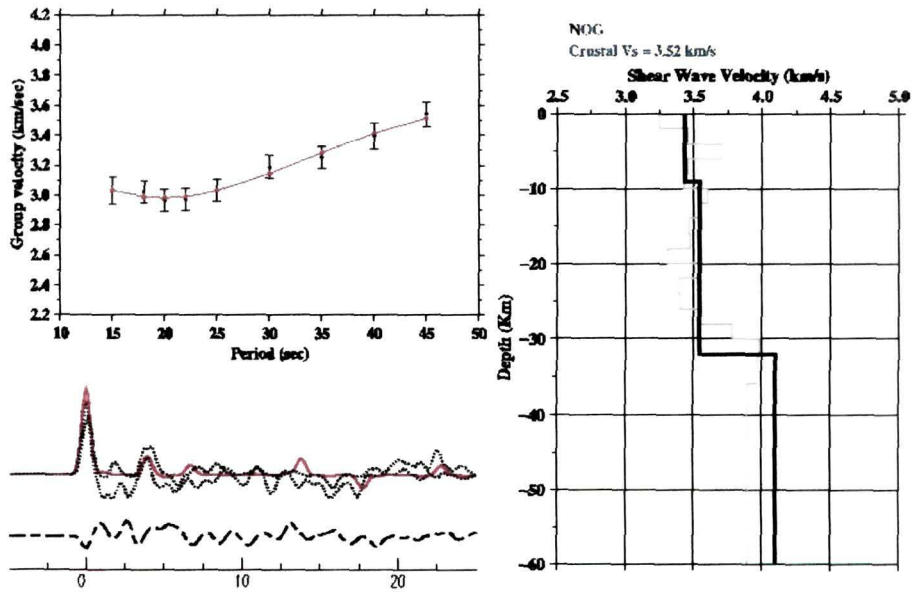 4.2
4.0
3.8
3.6
3.4
3.2
3.0
2.8
2.6
2.4
2.2
Group velocity (km/sec)
10 15 20 25 30 35 40 45 50
Period (sec)
0 10 20
NOG
Crustal Vs = 3.52 km/s
Shear Wave Velocity (km/s)
2.5 3.0 3.5 4.0 4.5 5.0
0
-10
-20
-30
-40
-50
-60
Depth (Km)